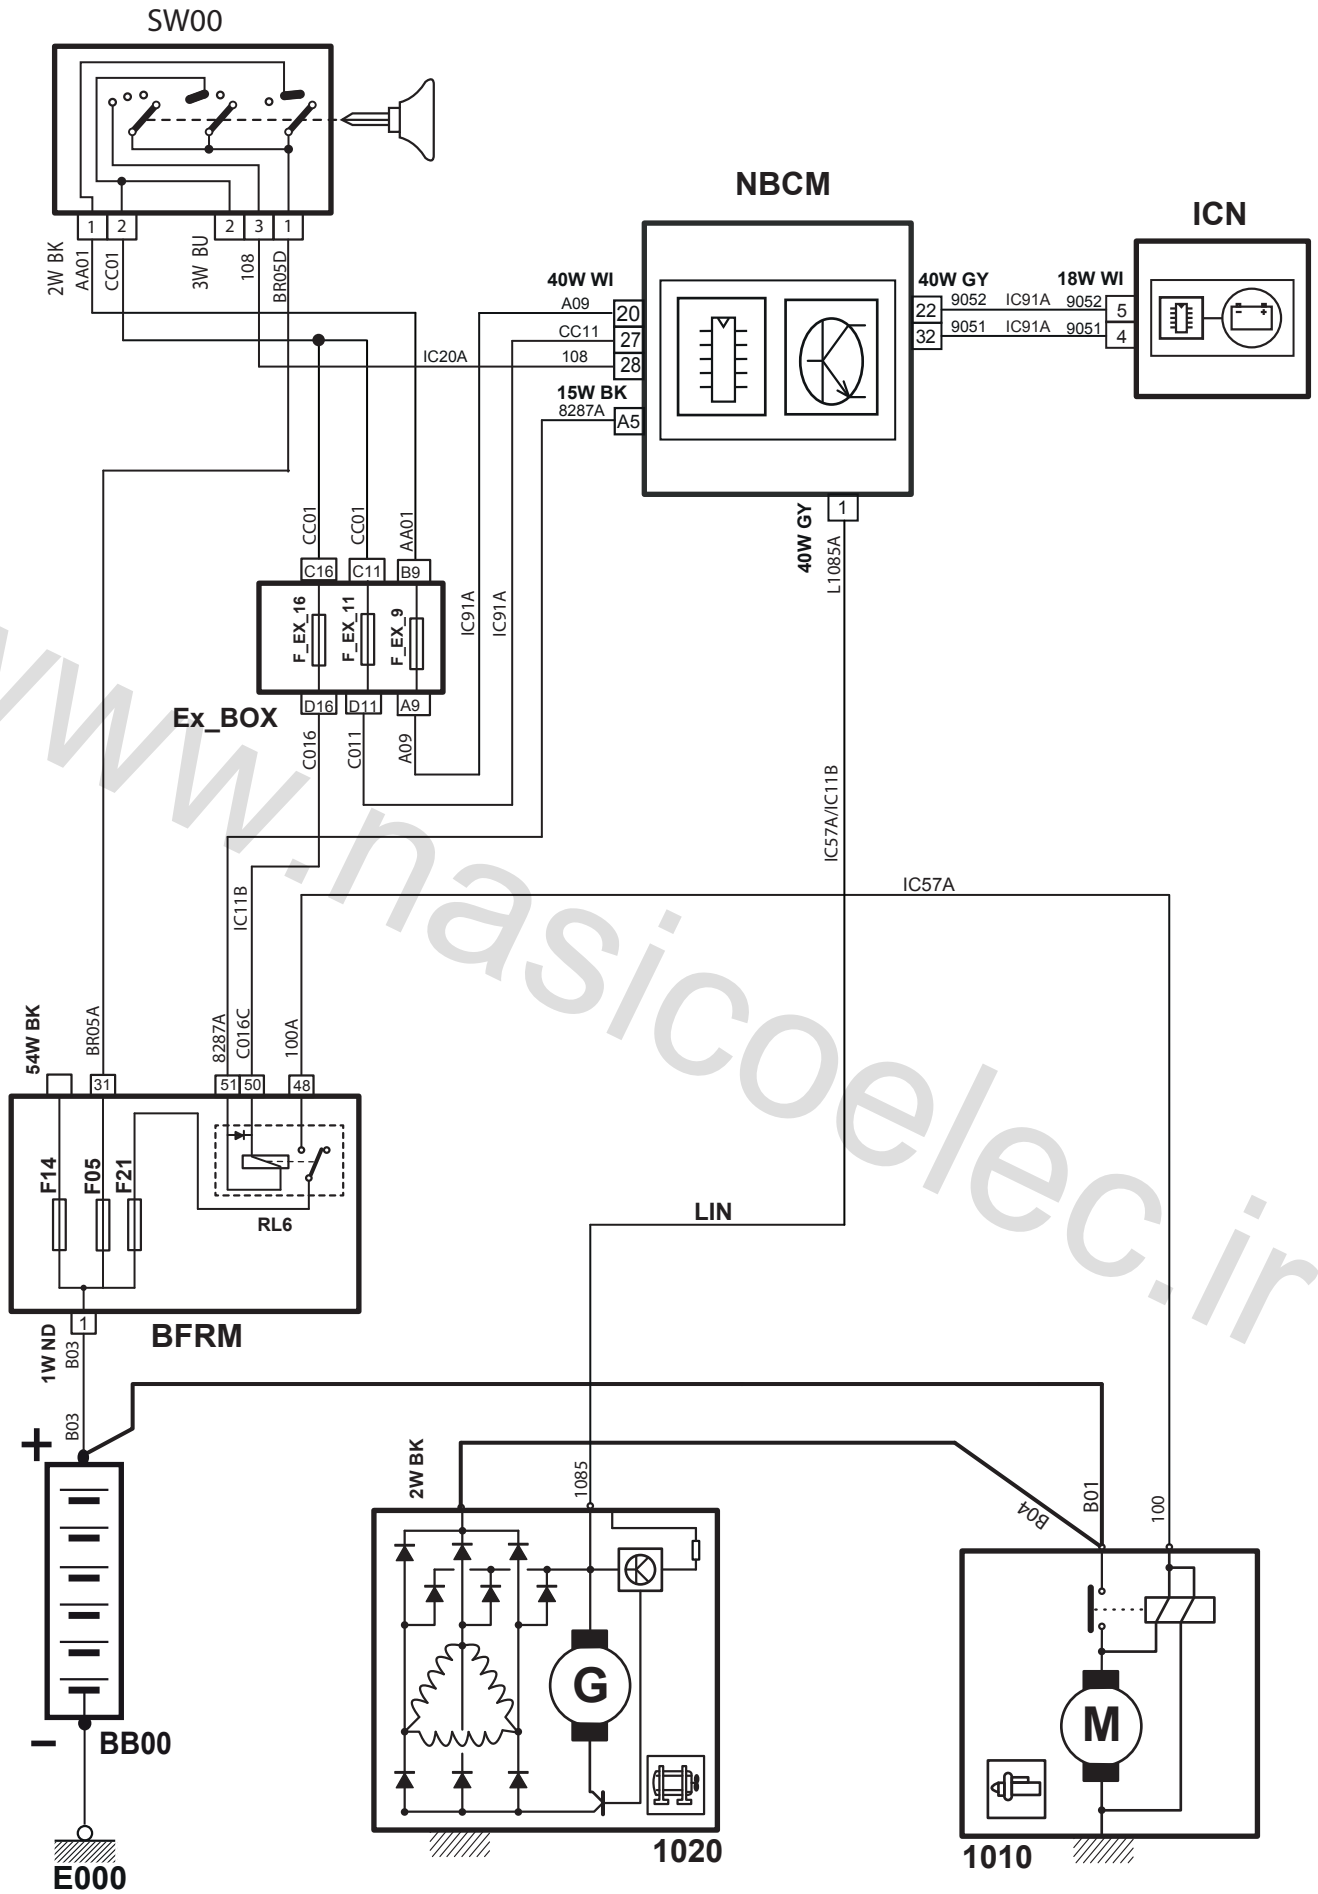 SW00
1
2
2
3
1
2W BK
AA01
CC01
3W BU
108
BR05D
NBCM
ICN
40W WI
A09
20
CC11
27
IC20A
108
28
15W BK
8287A
A5
40W GY
18W WI
22
9052
IC91A
9052
5
32
9051
IC91A
9051
4
1
40W GY
L1085A
CC01
CC01
AA01
C16
C11
B9
F_EX_16
F_EX_11
F_EX_9
IC91A
IC91A
D16
D11
A9
Ex_BOX
C016
C011
A09
IC57A/IC11B
IC57A
IC11B
54W BK
BR05A
8287A
C016C
100A
31
51
50
48
F14
F05
F21
RL6
LIN
1
BFRM
1W ND
B03
B03
+
2W BK
1085
B04
B01
100
G
M
–
BB00
E000
1020
1010
www.nasicoelec.ir